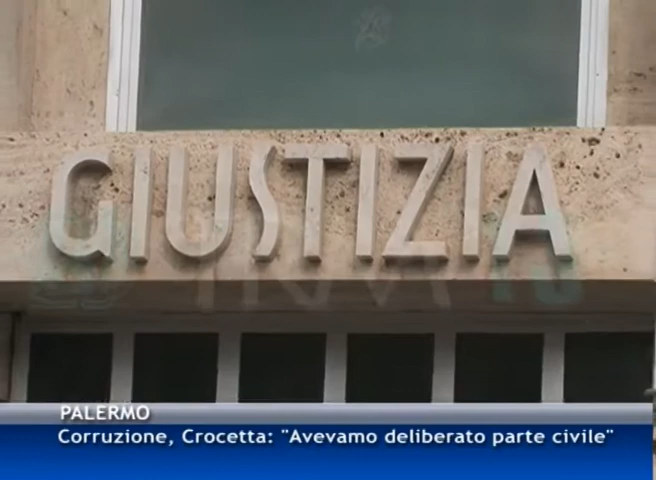 GIUSTIZIA
PALERMO
Corruzione, Crocetta: "Avevamo deliberato parte civile"